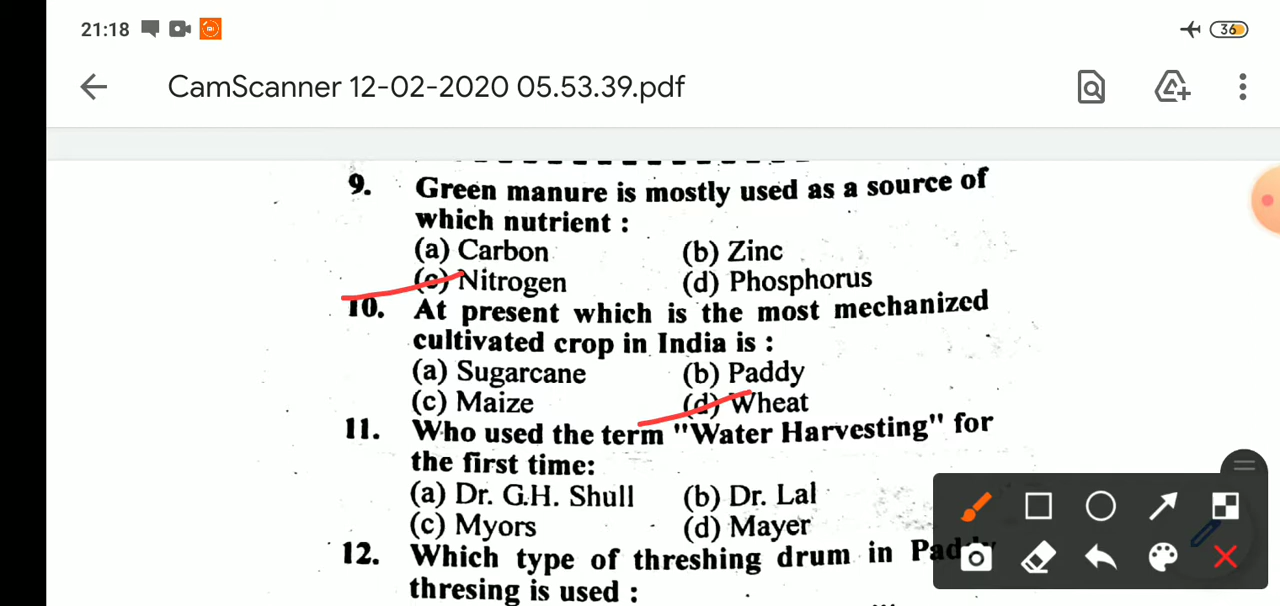 21:18
36
CamScanner 12-02-2020 05.53.39.pdf
9. Green manure is mostly used as a source of
which nutrient :
(a) Carbon (b) Zinc
(c) Nitrogen (d) Phosphorus
10. At present which is the most mechanized
cultivated crop in India is :
(a) Sugarcane (b) Paddy
(c) Maize (d) Wheat
11. Who used the term "Water Harvesting" for
the first time:
(a) Dr. G.H. Shull (b) Dr. Lal
(c) Myors (d) Mayer
12. Which type of threshing drum in Paddy
thresing is used :